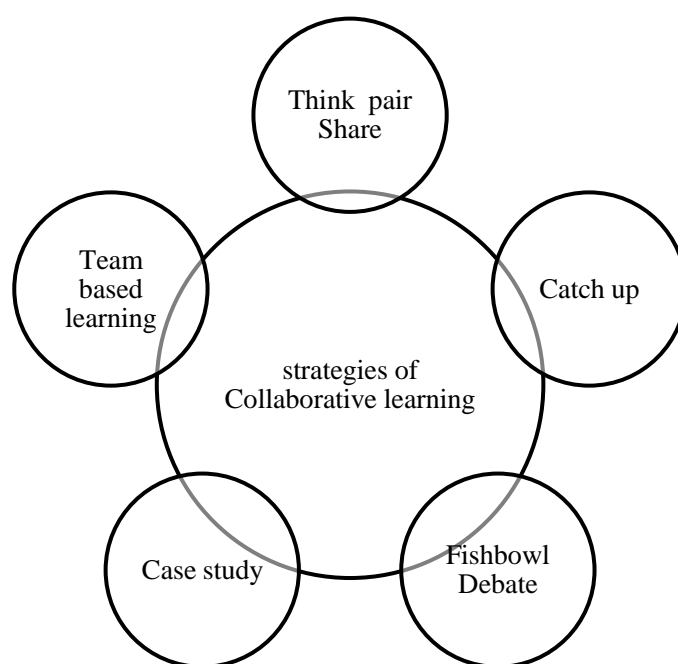 Think pair
Share
Team
based
learning
Catch up
strategies of
Collaborative learning
Case study
Fishbowl
Debate